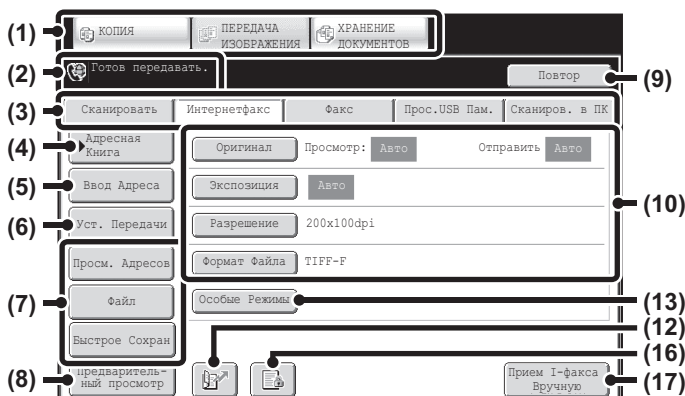 (1) КОПИЯ ПЕРЕДАЧА ИЗОБРАЖЕНИЯ ХРАНЕНИЕ ДОКУМЕНТОВ
(2) Готов передавать. Повтор (9)
(3) Сканировать Интернетфакс Факс Прос.USB Пам. Сканиров. в ПК
(4) Адресная Книга Оригинал Просмотр: Авто Отправить Авто
(5) Ввод Адреса Экспозиция Авто
(10)
(6) Уст. Передачи Разрешение 200x100dpi
Просм. Адресов Формат Файла TIFF-F
(7) Файл Особые Режимы (13)
(12)
Быстрое Сохран (16)
(8) Предваритель-ный просмотр Прием I-факса Вручную (17)